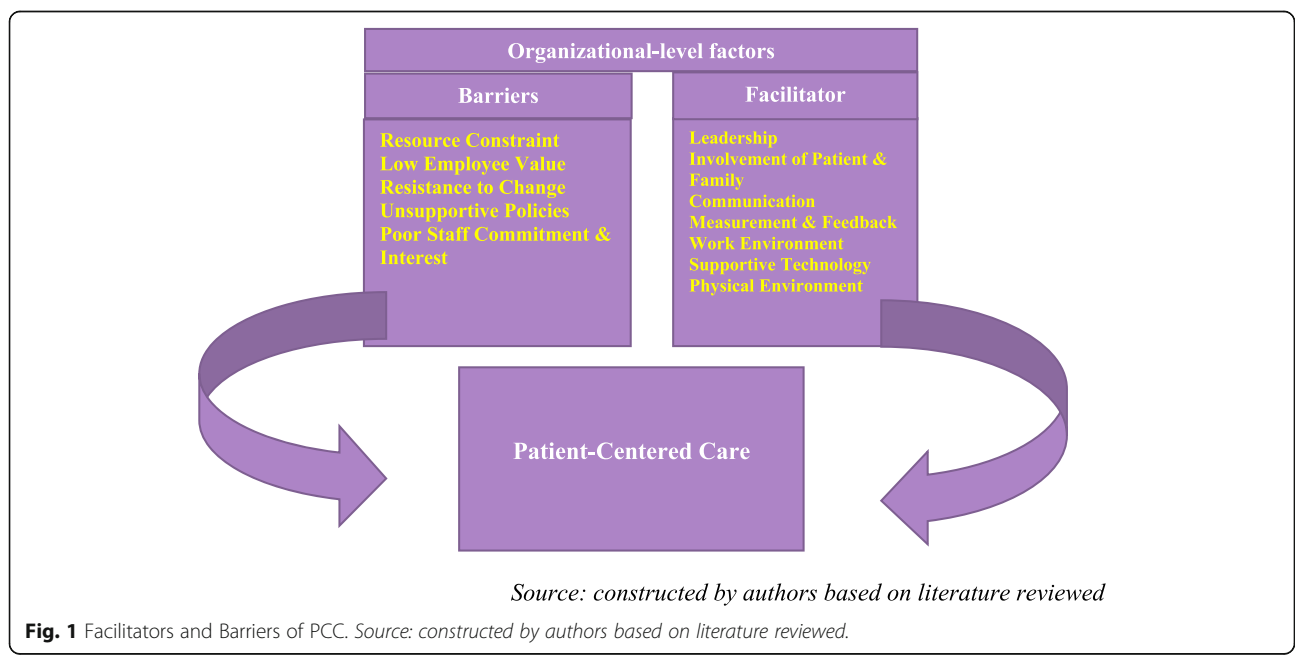 Organizational-level factors
Barriers
Resource Constraint
Low Employee Value
Resistance to Change
Unsupportive Policies
Poor Staff Commitment &
Interest
Facilitator
Leadership
Involvement of Patient &
Family
Communication
Measurement & Feedback
Work Environment
Supportive Technology
Physical Environment
Patient-Centered Care
Source: constructed by authors based on literature reviewed
Fig. 1 Facilitators and Barriers of PCC. Source: constructed by authors based on literature reviewed.